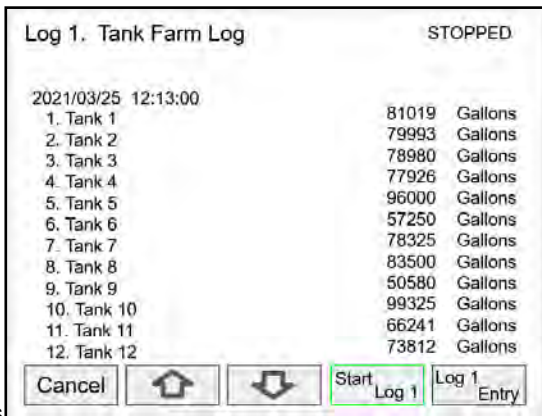 Log 1. Tank Farm Log STOPPED
2021/03/25 12:13:00
1. Tank 1 81019 Gallons
2. Tank 2 79993 Gallons
3. Tank 3 78980 Gallons
4. Tank 4 77926 Gallons
5. Tank 5 96000 Gallons
6. Tank 6 57250 Gallons
7. Tank 7 78325 Gallons
8. Tank 8 83500 Gallons
9. Tank 9 50580 Gallons
10. Tank 10 99325 Gallons
11. Tank 11 66241 Gallons
12. Tank 12 73812 Gallons
Cancel Start Log 1 Log 1 Entry